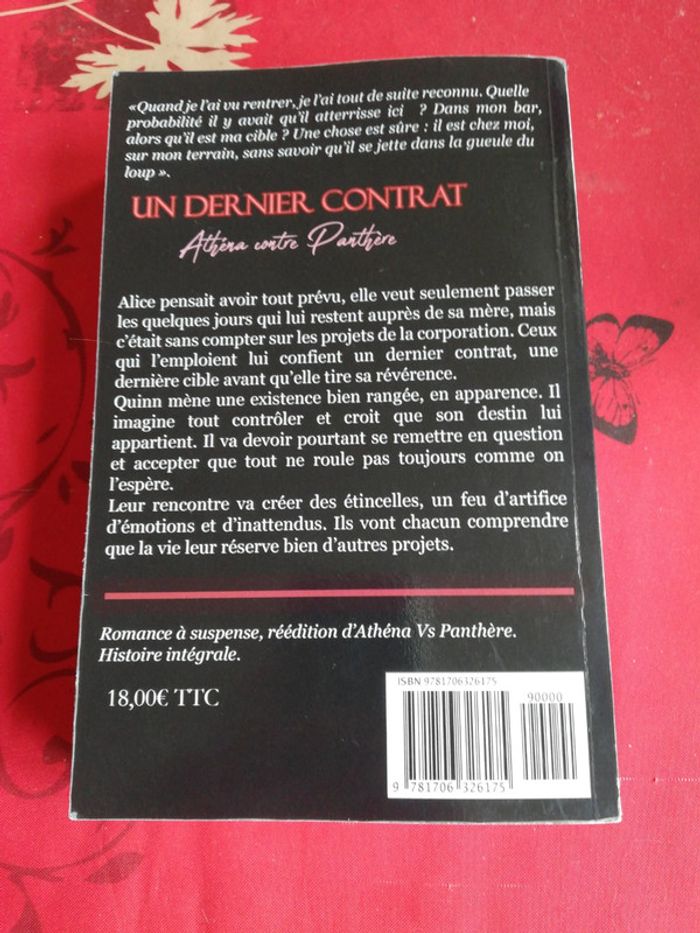 «Quand je l'ai vu rentrer, je l'ai tout de suite reconnu. Quelle
probabilité il y avait qu'il atterrisse ici  ? Dans mon bar,
alors qu'il est ma cible ? Une chose est sûre : il est chez moi,
sur mon terrain, sans savoir qu'il se jette dans la gueule du
loup ».
UN DERNIER CONTRAT
Athéna contre Panthère
Alice pensait avoir tout prévu, elle veut seulement passer
les quelques jours qui lui restent auprès de sa mère, mais
c'était sans compter sur les projets de la corporation. Ceux
qui l'emploient lui confient un dernier contrat, une
dernière cible avant qu'elle tire sa révérence.
Quinn mène une existence bien rangée, en apparence. Il
imagine tout contrôler et croit que son destin lui
appartient. Il va devoir pourtant se remettre en question
et accepter que tout ne roule pas toujours comme on
l'espère.
Leur rencontre va créer des étincelles, un feu d'artifice
d'émotions et d'inattendus. Ils vont chacun comprendre
que la vie leur réserve bien d'autres projets.
Romance à suspense, réédition d'Athéna Vs Panthère.
Histoire intégrale.
18,00€ TTC
ISBN 9781706326175
90000
9 781706 326175